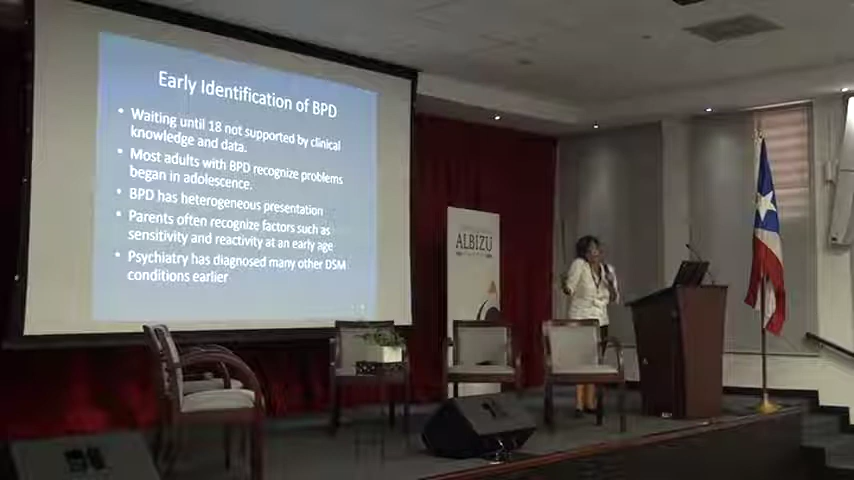 Early Identification of BPD
• Waiting until 18 not supported by clinical
knowledge and data.
• Most adults with BPD recognize problems
began in adolescence.
• BPD has heterogeneous presentation
• Parents often recognize factors such as
sensitivity and reactivity at an early age
• Psychiatry has diagnosed many other DSM
conditions earlier
ALBIZU